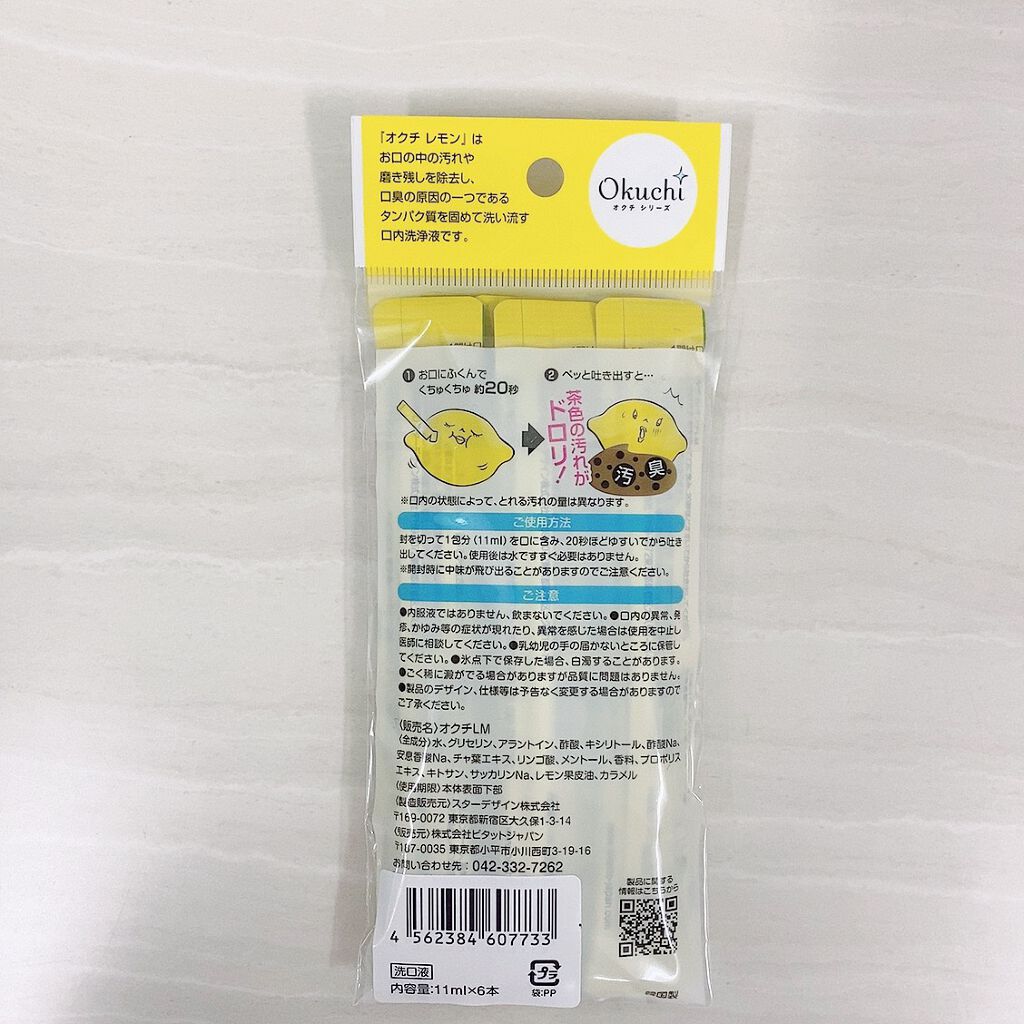 『オクチ レモン』は
お口の中の汚れや
磨き残しを除去し、
口臭の原因の一つである
タンパク質を固めて洗い流す
口内洗浄液です。
Okuchi
オクチ シリーズ
① お口にふくんで
くちゅくちゅ 約20秒
② ペッと吐き出すと…
茶色の汚れが
ドロリ!
汚 臭
※口内の状態によって、とれる汚れの量は異なります。
ご使用方法
封を切って1包分(11ml)を口に含み、20秒ほどゆすいでから吐き
出してください。使用後は水ですすぐ必要はありません。
※開封時に中味が飛び出ることがありますのでご注意ください。
ご注意
●内服液ではありません、飲まないでください。●口内の異常、発
疹、かゆみ等の症状が現れたり、異常を感じた場合は使用を中止し
医師に相談してください。●乳幼児の手の届かないところに保管し
てください。●氷点下で保存した場合、白濁することがあります。
●ごく稀に澱がでる場合がありますが品質に問題はありません。
●製品のデザイン、仕様等は予告なく変更する場合がありますので
ご了承ください。
〈販売名〉オクチLM
〈全成分〉水、グリセリン、アラントイン、酢酸、キシリトール、酢酸Na、
安息香酸Na、チャ葉エキス、リンゴ酸、メントール、香料、プロポリス
エキス、キトサン、サッカリンNa、レモン果皮油、カラメル
〈使用期限〉本体表面下部
〈製造販売元〉スターデザイン株式会社
〒169-0072 東京都新宿区大久保1-3-14
〈販売元〉株式会社ビタットジャパン
〒187-0035 東京都小平市小川西町3-19-16
お問い合わせ先：042-332-7262
製品に関する
情報はこちらから
4 562384 607733
洗口液
内容量:11ml×6本
プラ
袋:PP